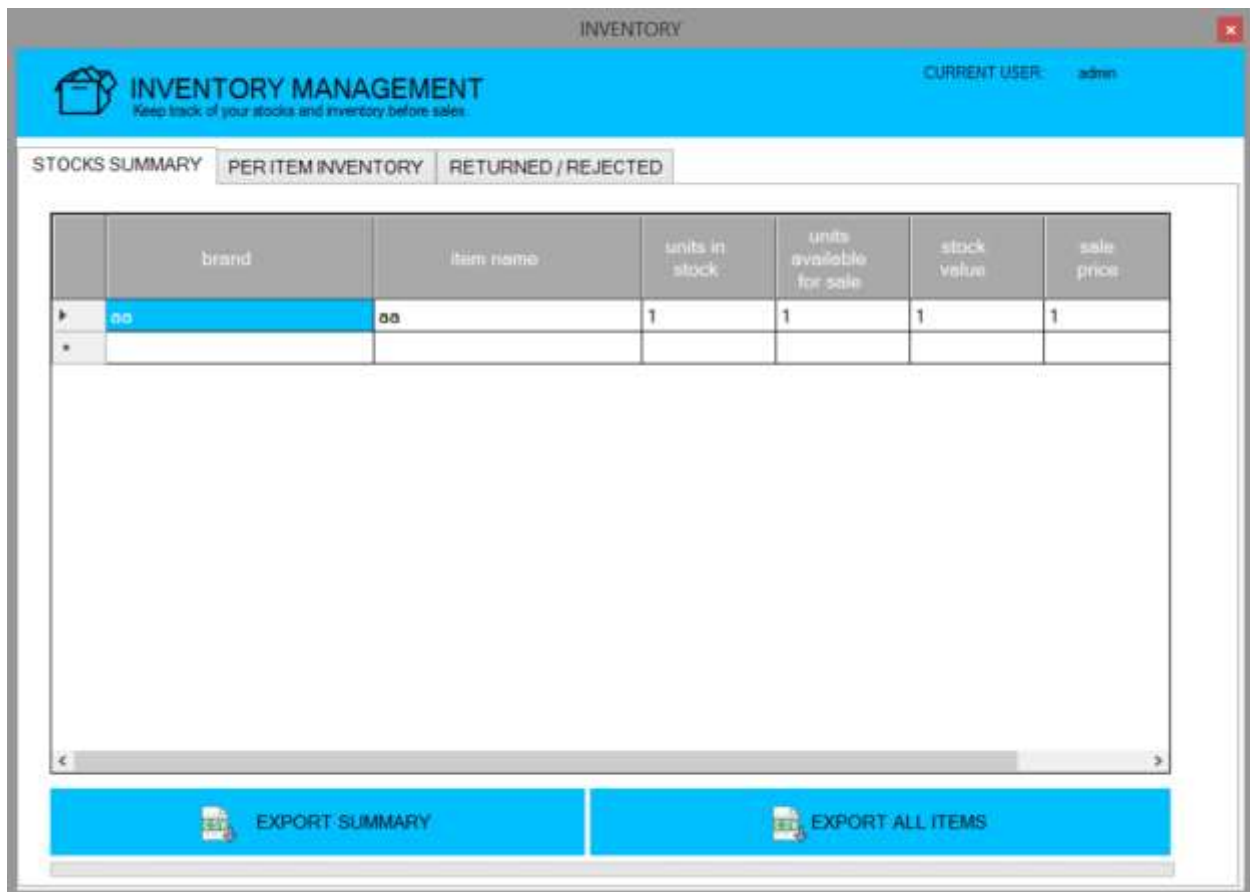 INVENTORY
INVENTORY MANAGEMENT
Keep track of your stocks and inventory before sales
CURRENT USER: admin
STOCKS SUMMARY PER ITEM INVENTORY RETURNED / REJECTED
brand item name units in stock units available for sale stock value sale price
aa aa 1 1 1 1
EXPORT SUMMARY EXPORT ALL ITEMS